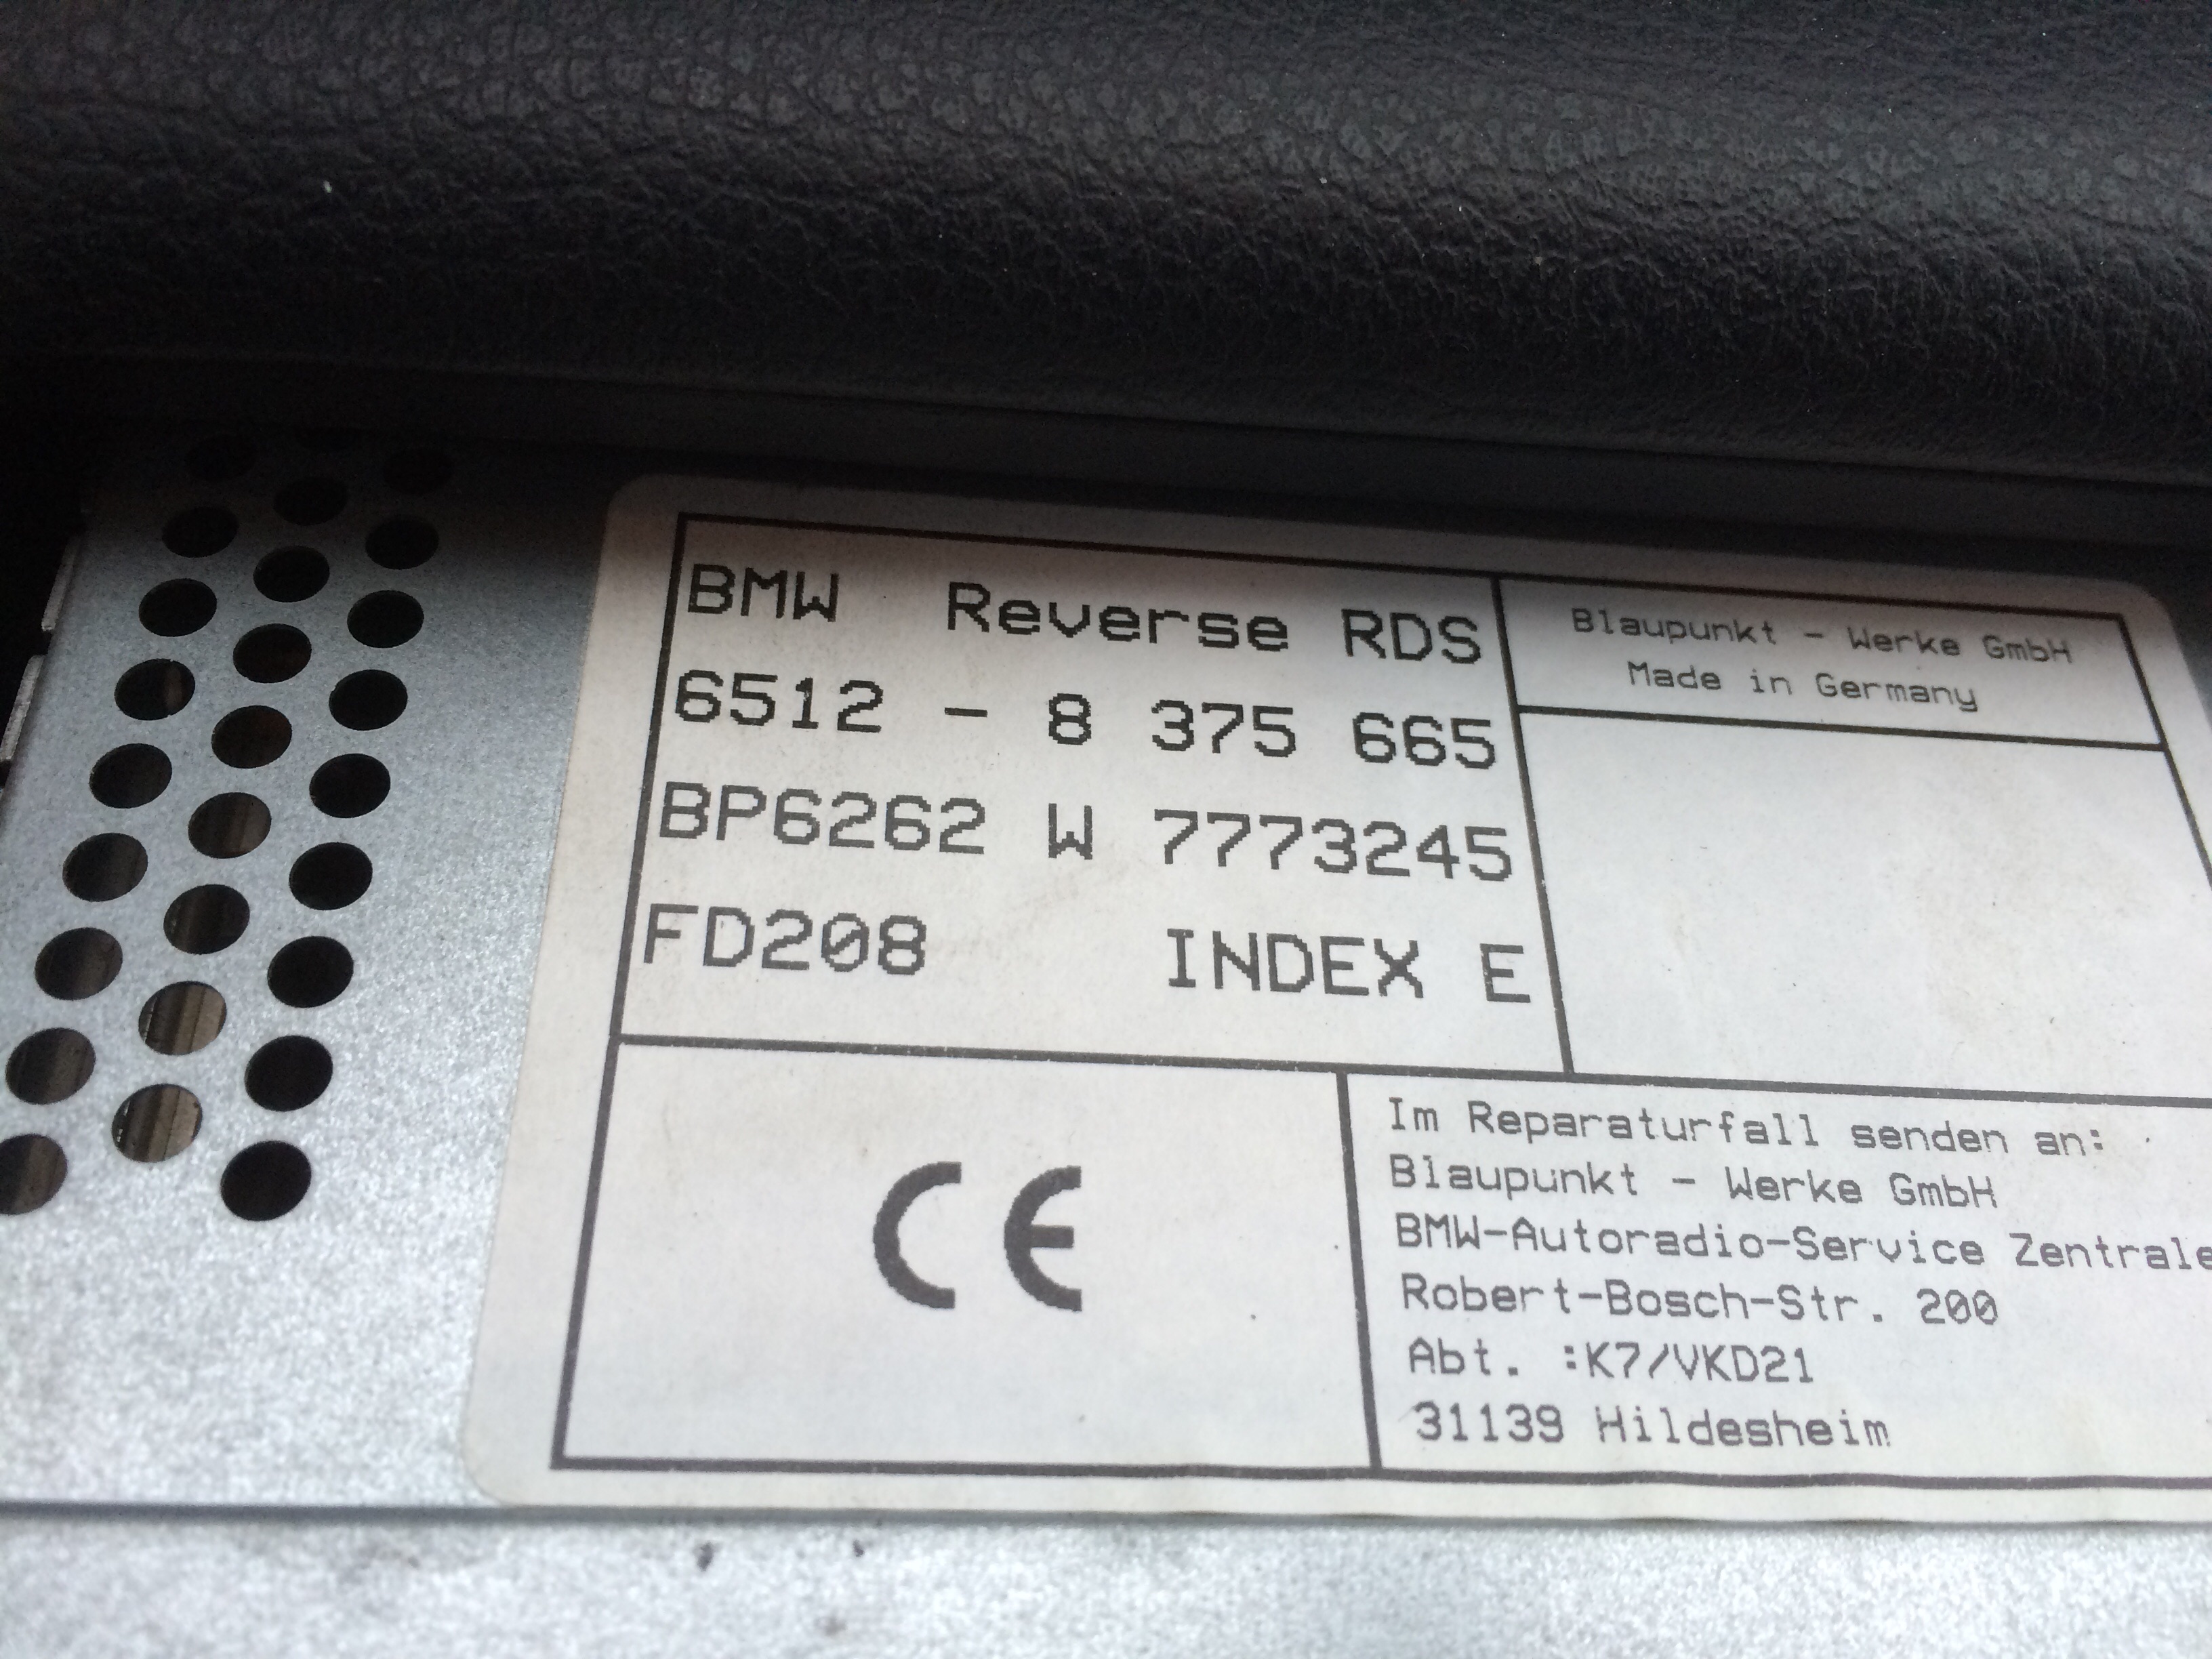 BMW Reverse RDS
6512 - 8 375 665
BP6262 W 7773245
FD208 INDEX E
Blaupunkt - Werke GmbH
Made in Germany
CE
Im Reparaturfall senden an:
Blaupunkt - Werke GmbH
BMW-Autoradio-Service Zentrale
Robert-Bosch-Str. 200
Abt. :K7/VKD21
31139 Hildesheim